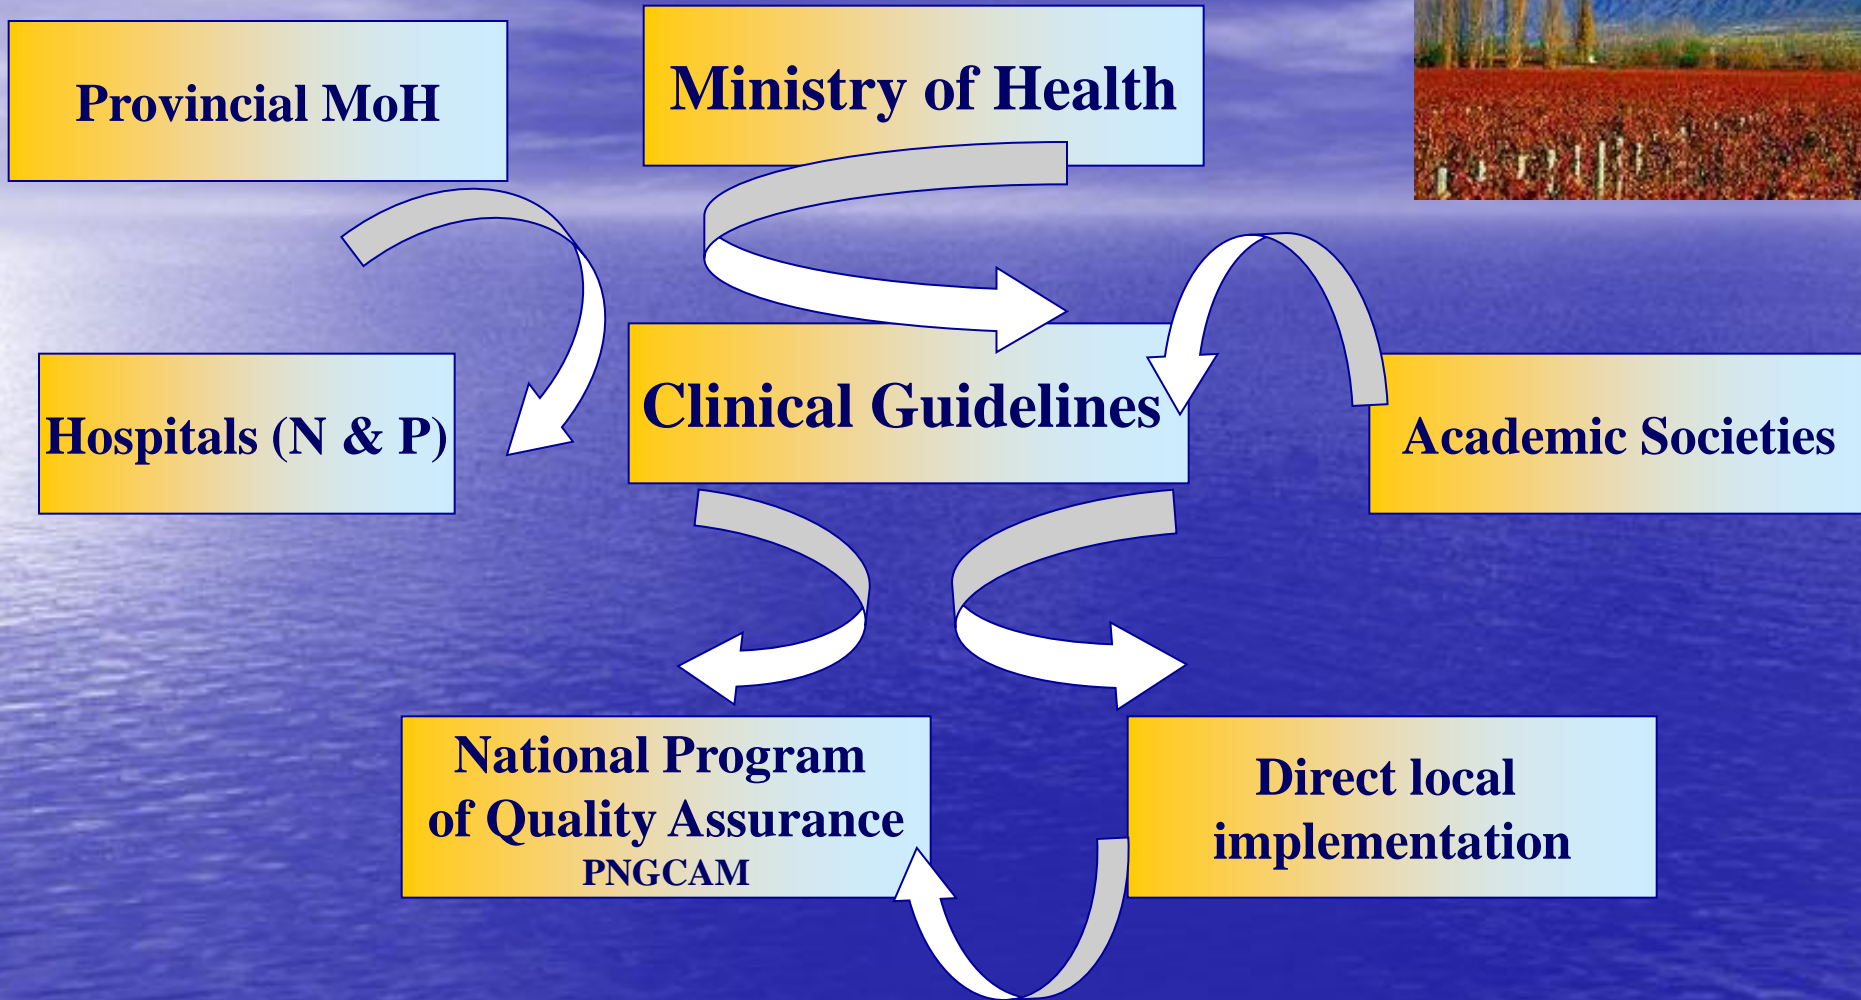 Provincial MoH
Ministry of Health
Hospitals (N & P)
Clinical Guidelines
Academic Societies
National Program
of Quality Assurance
PNGCAM
Direct local
implementation